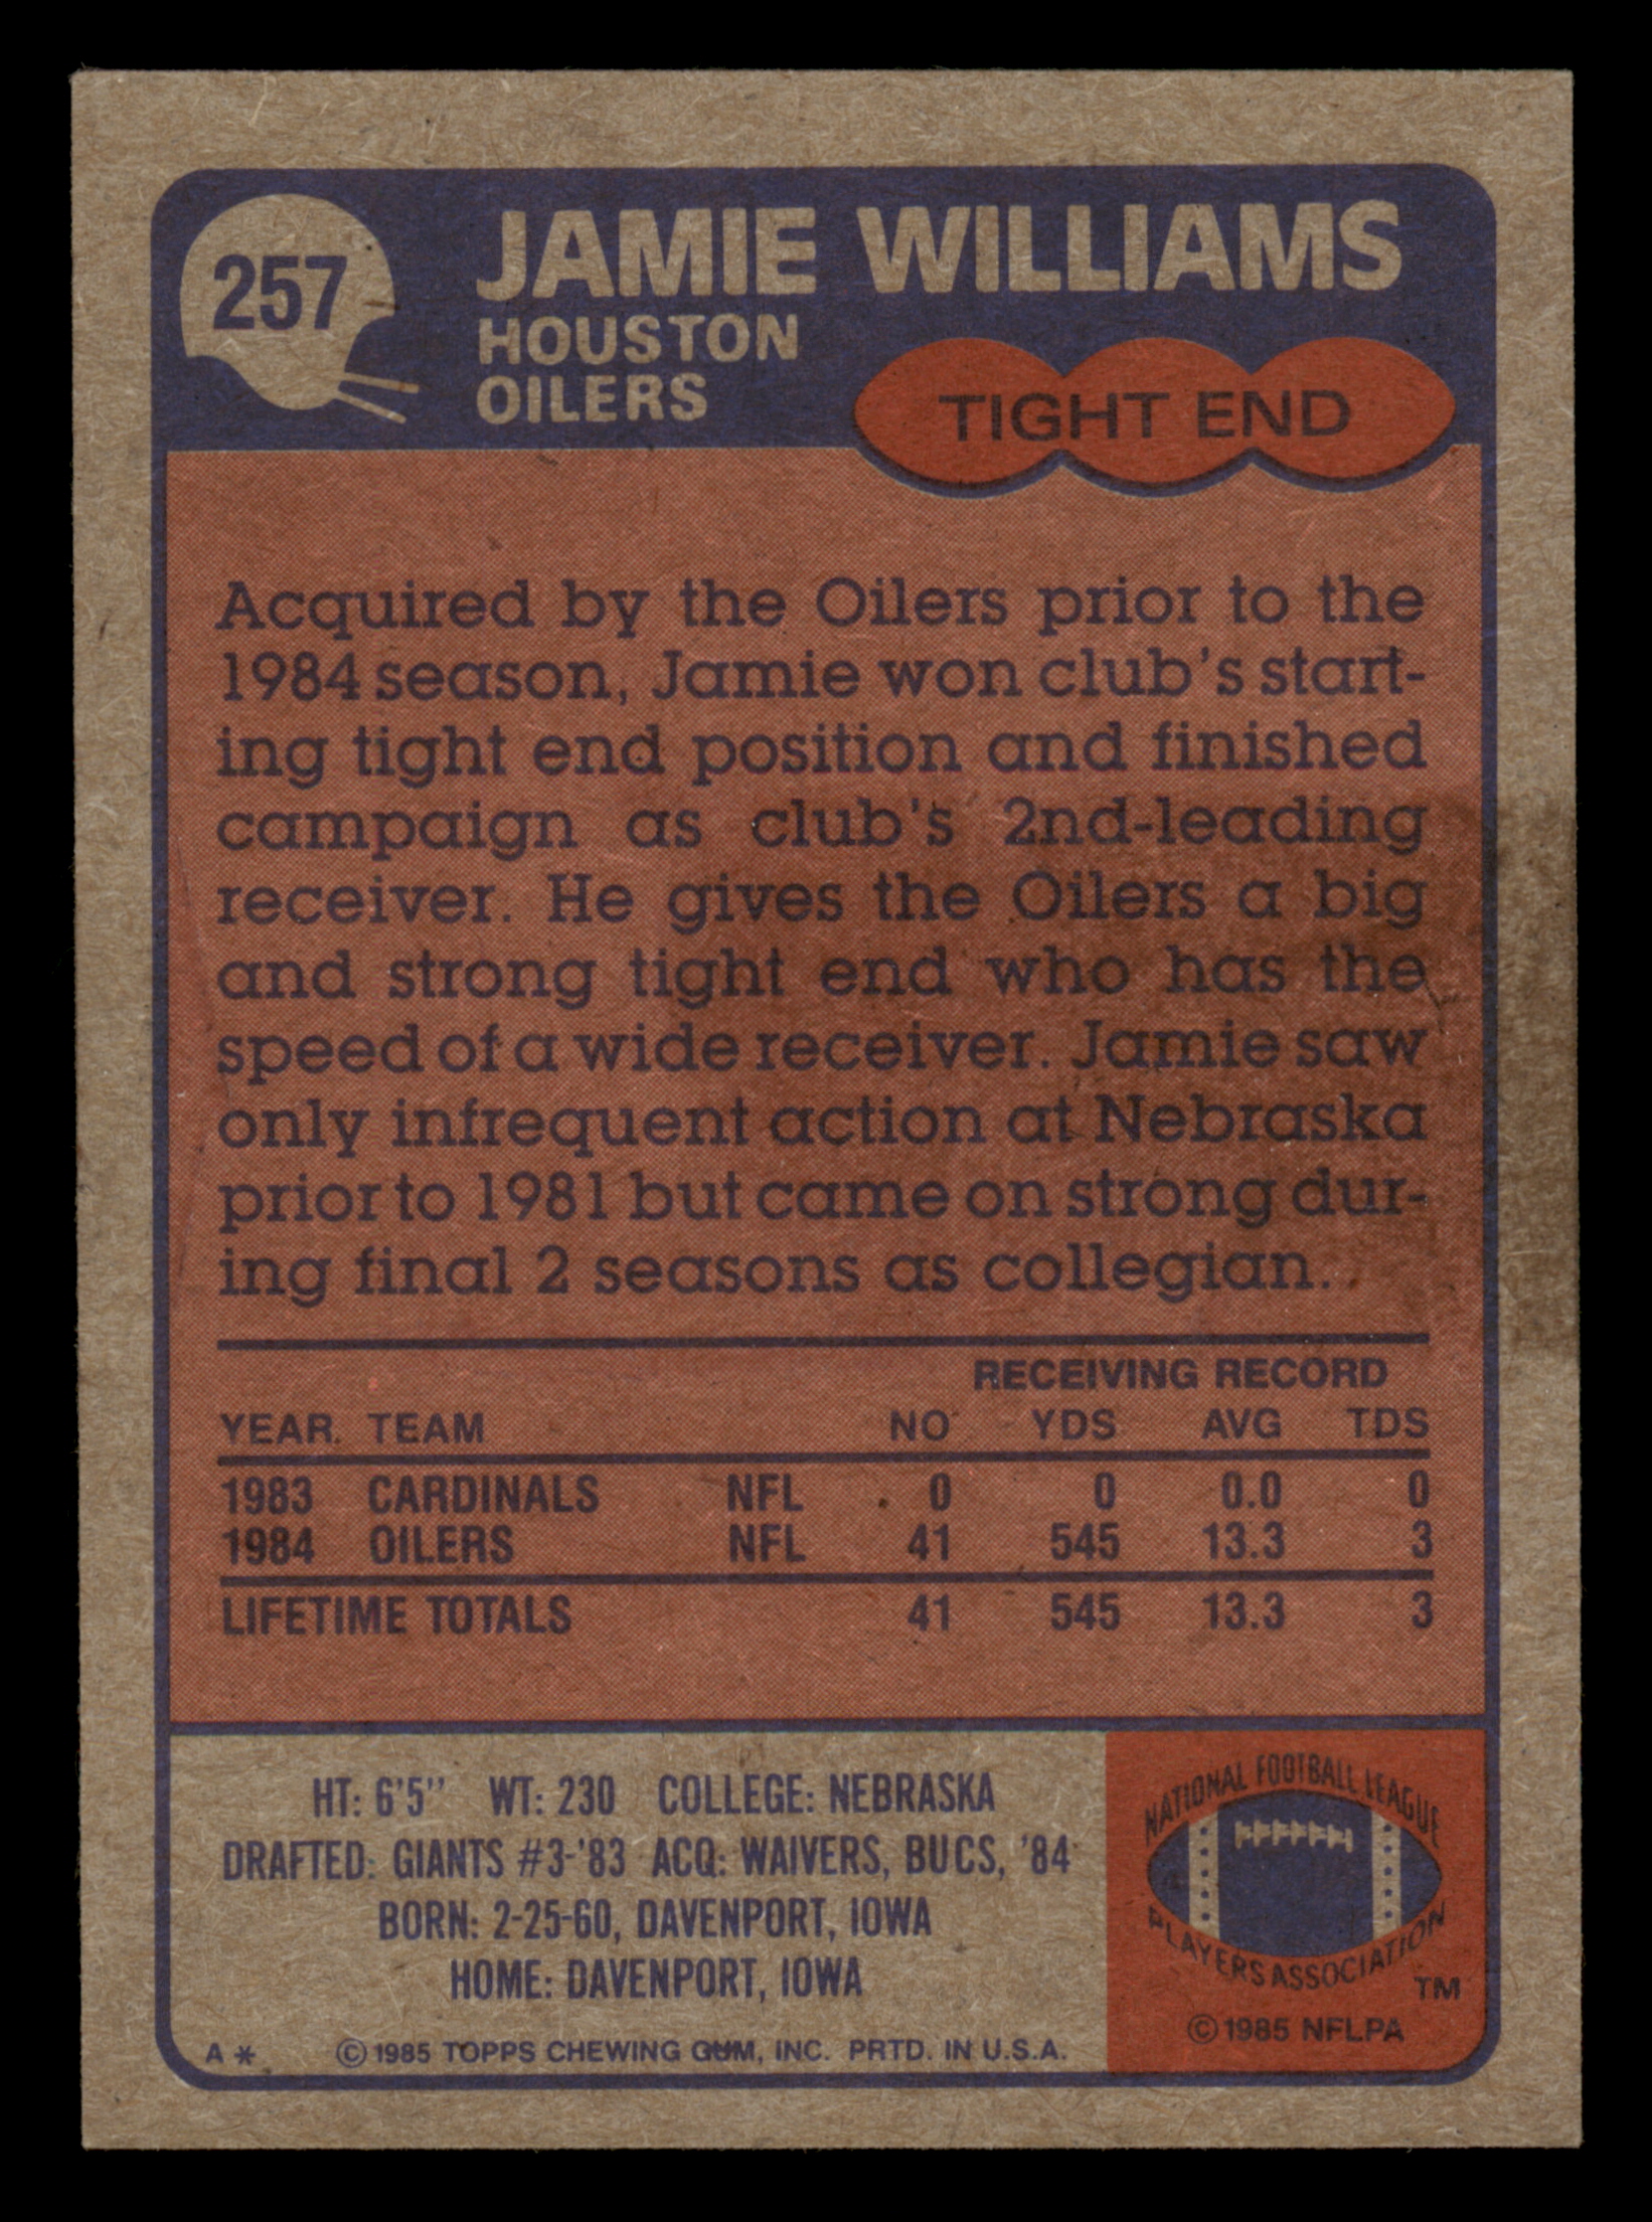 257
JAMIE WILLIAMS
HOUSTON
OILERS
TIGHT END
Acquired by the Oilers prior to the
1984 season, Jamie won club's start-
ing tight end position and finished
campaign as club's 2nd-leading
receiver. He gives the Oilers a big
and strong tight end who has the
speed of a wide receiver. Jamie saw
only infrequent action at Nebraska
prior to 1981 but came on strong dur-
ing final 2 seasons as collegian.
RECEIVING RECORD
YEAR TEAM NO YDS AVG TDS
1983 CARDINALS NFL 0 0 0.0 0
1984 OILERS NFL 41 545 13.3 3
LIFETIME TOTALS 41 545 13.3 3
HT: 6'5" WT: 230 COLLEGE: NEBRASKA
DRAFTED: GIANTS #3-'83 ACQ: WAIVERS, BUCS, '84
BORN: 2-25-60, DAVENPORT, IOWA
HOME: DAVENPORT, IOWA
A* © 1985 TOPPS CHEWING GUM, INC. PRTD. IN U.S.A.
NATIONAL FOOTBALL LEAGUE
PLAYERS ASSOCIATION
TM
© 1985 NFLPA